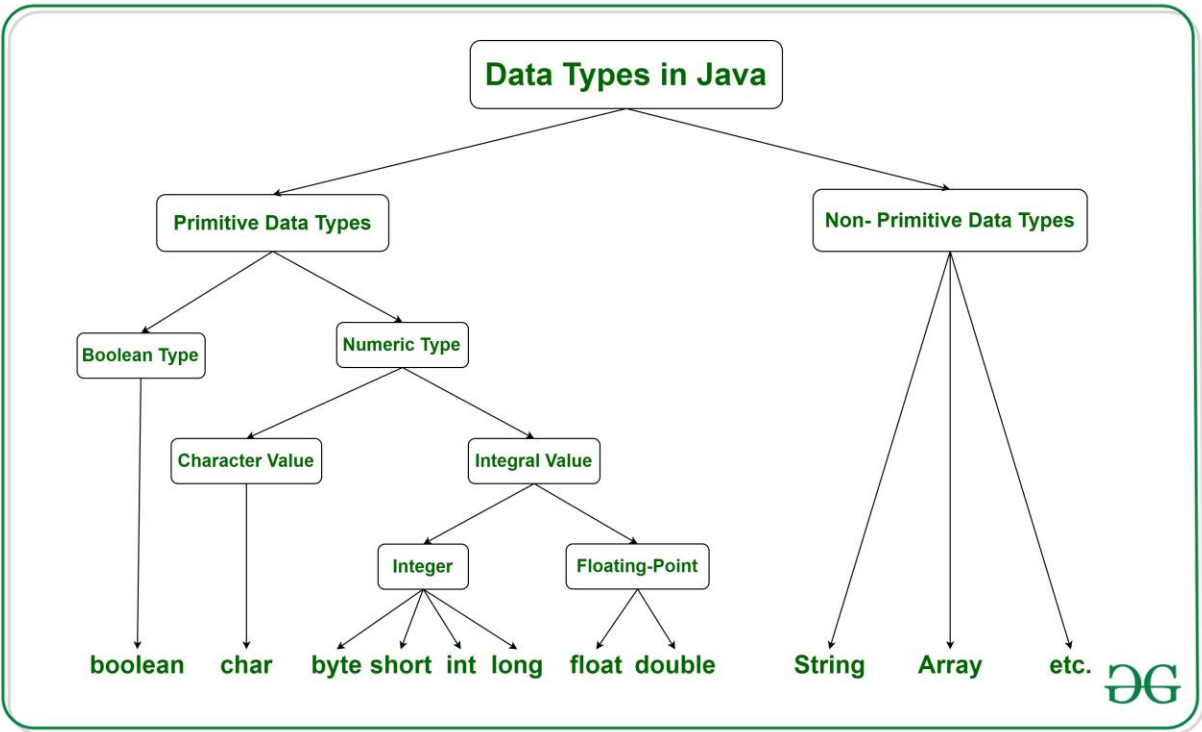 Data Types in Java
Primitive Data Types
Non- Primitive Data Types
Boolean Type
Numeric Type
Character Value
Integral Value
Integer
Floating-Point
boolean
char
byte
short
int
long
float
double
String
Array
etc.